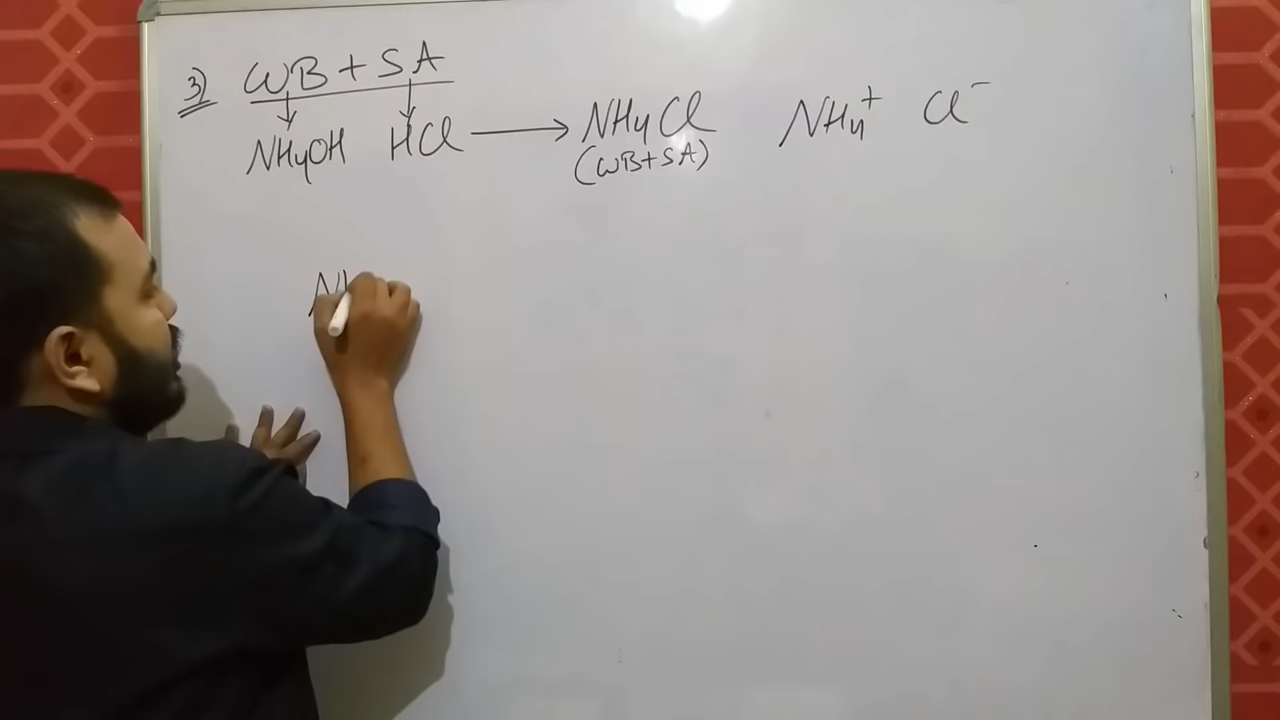 3) WB + SA
NH4OH HCl ⟶ NH4Cl NH4+ Cl-
(WB+SA)
N